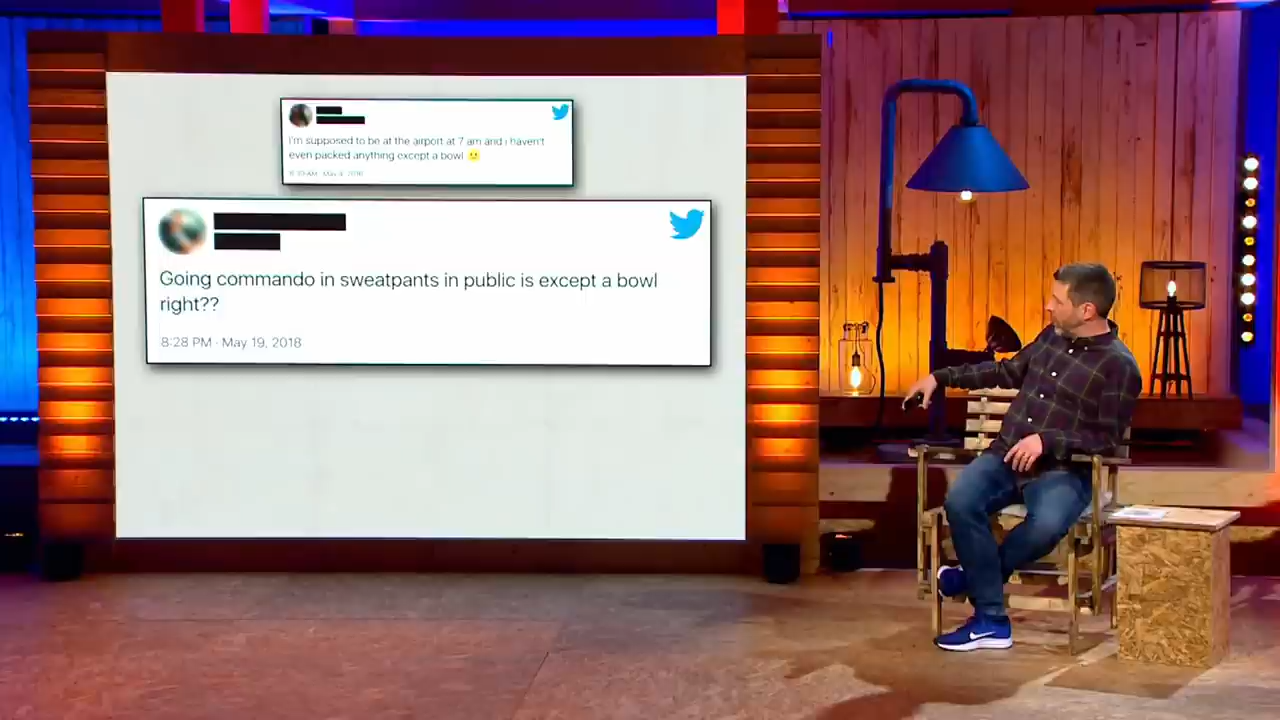 I'm supposed to be at the airport at 7 am and i haven't
even packed anything except a bowl 🙁
Going commando in sweatpants in public is except a bowl
right??
8:28 PM · May 19, 2018